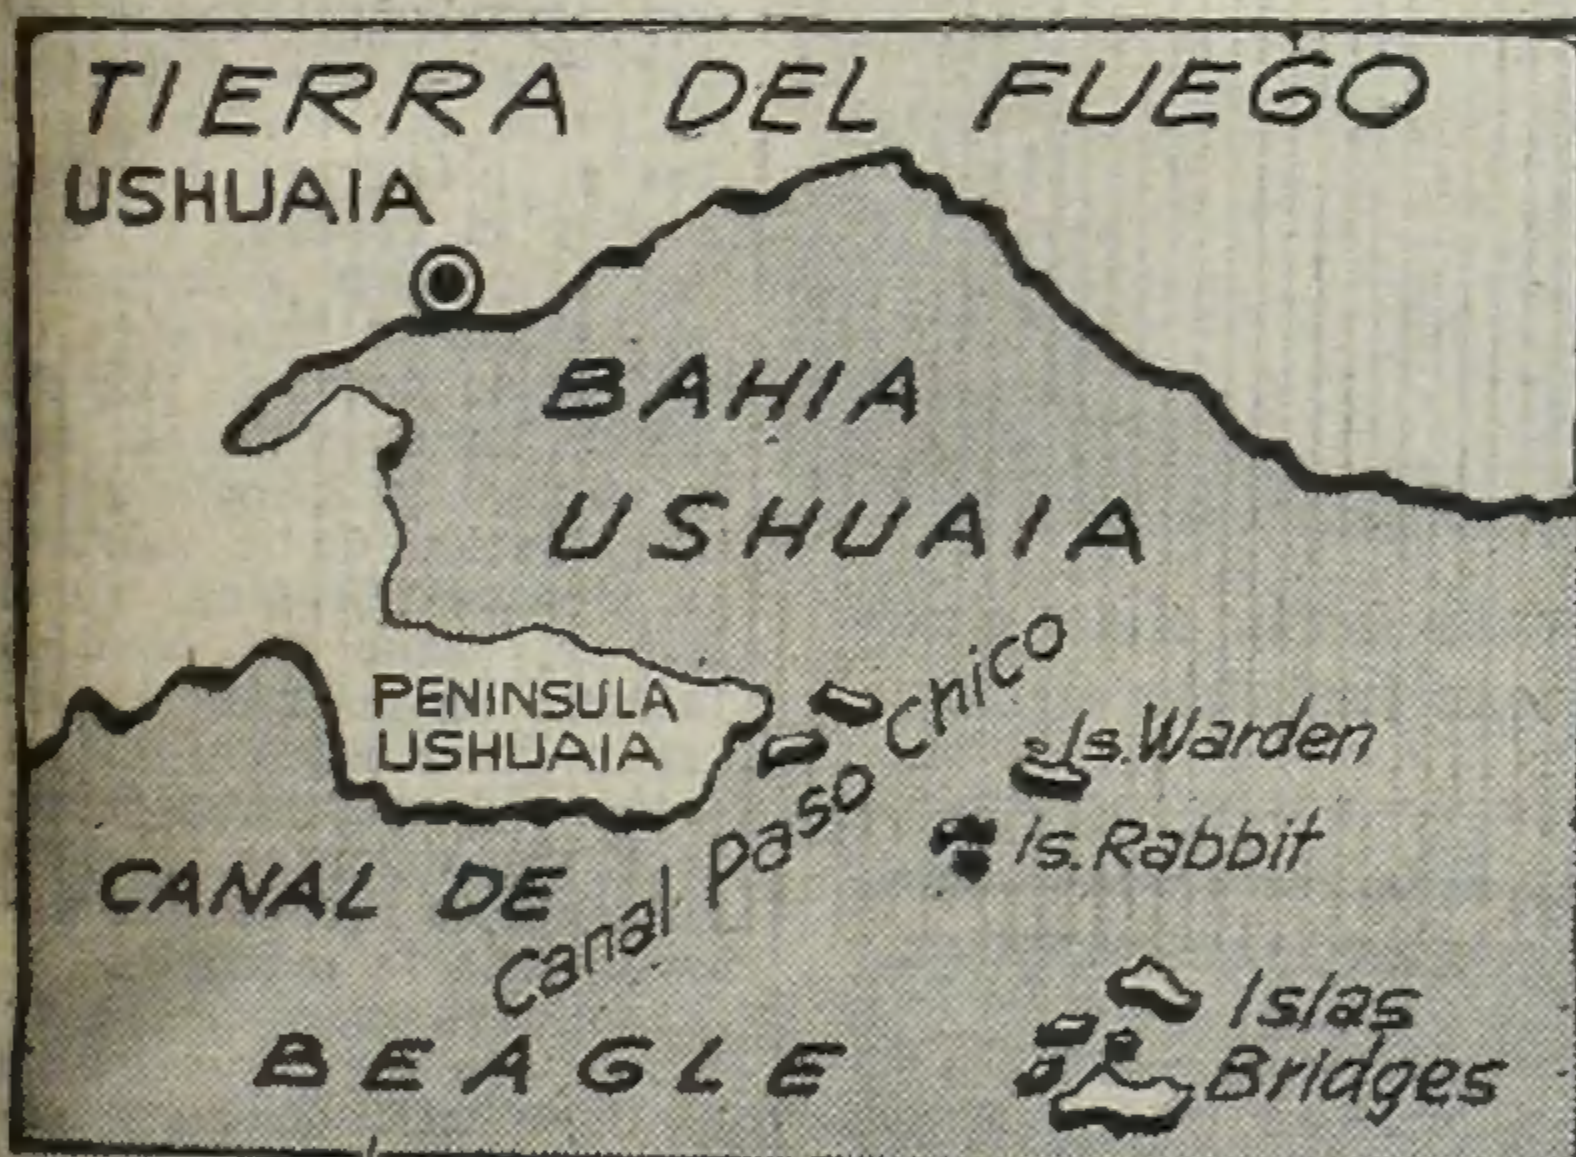 TIERRA DEL FUEGO
USHUAIA
BAHIA
USHUAIA
PENINSULA
USHUAIA
Canal Paso Chico
Is. Warden
Is. Rabbit
CANAL DE
BEAGLE
Islas
Bridges